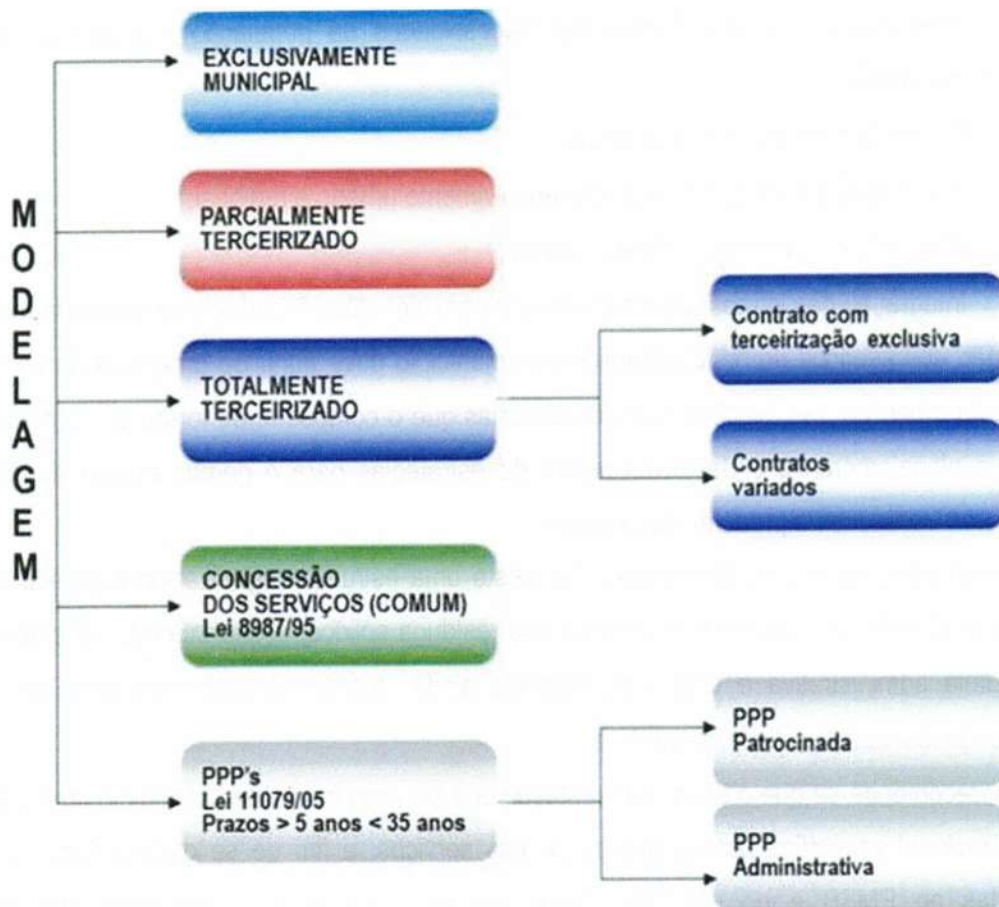 MODELAGEM
EXCLUSIVAMENTE
MUNICIPAL
PARCIALMENTE
TERCEIRIZADO
TOTALMENTE
TERCEIRIZADO
Contrato com
terceirização exclusiva
Contratos
variados
CONCESSÃO
DOS SERVIÇOS (COMUM)
Lei 8987/95
PPP's
Lei 11079/05
Prazos > 5 anos < 35 anos
PPP
Patrocinada
PPP
Administrativa